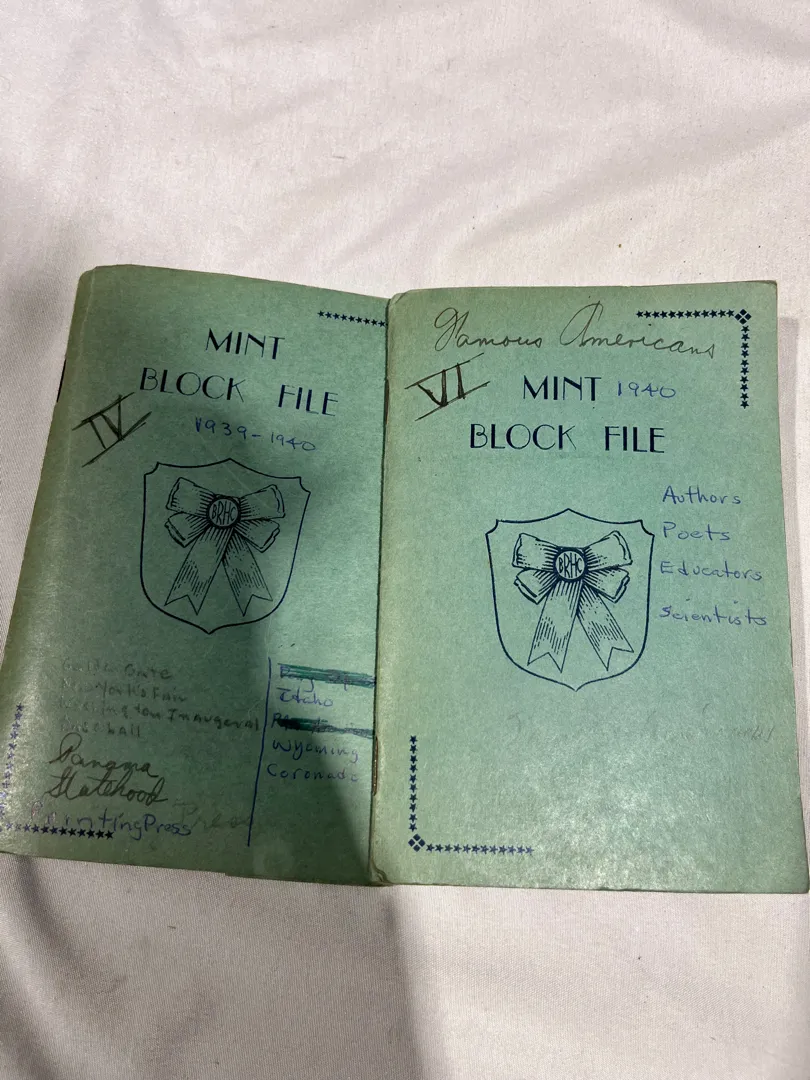 MINT
BLOCK FILE
IV
1939-1940
BRHC
Golden Gate
New York's Fair
Washington Inaugural
Baseball
Panama
Statehood
Printing Press
Idaho
Wyoming
Coronado
Famous Americans
VI
MINT 1940
BLOCK FILE
Authors
Poets
Educators
Scientists
BRHC